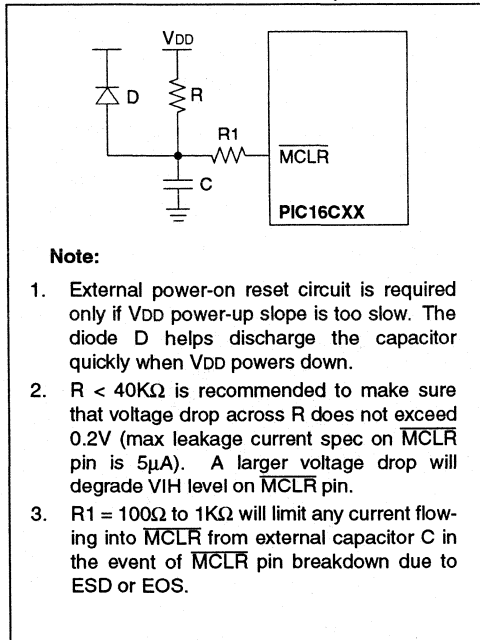 VDD
D
R
R1
MCLR
C
PIC16CXX
Note:
1. External power-on reset circuit is required
only if VDD power-up slope is too slow. The
diode D helps discharge the capacitor
quickly when VDD powers down.
2. R < 40KΩ is recommended to make sure
that voltage drop across R does not exceed
0.2V (max leakage current spec on MCLR
pin is 5µA). A larger voltage drop will
degrade VIH level on MCLR pin.
3. R1 = 100Ω to 1KΩ will limit any current flow-
ing into MCLR from external capacitor C in
the event of MCLR pin breakdown due to
ESD or EOS.